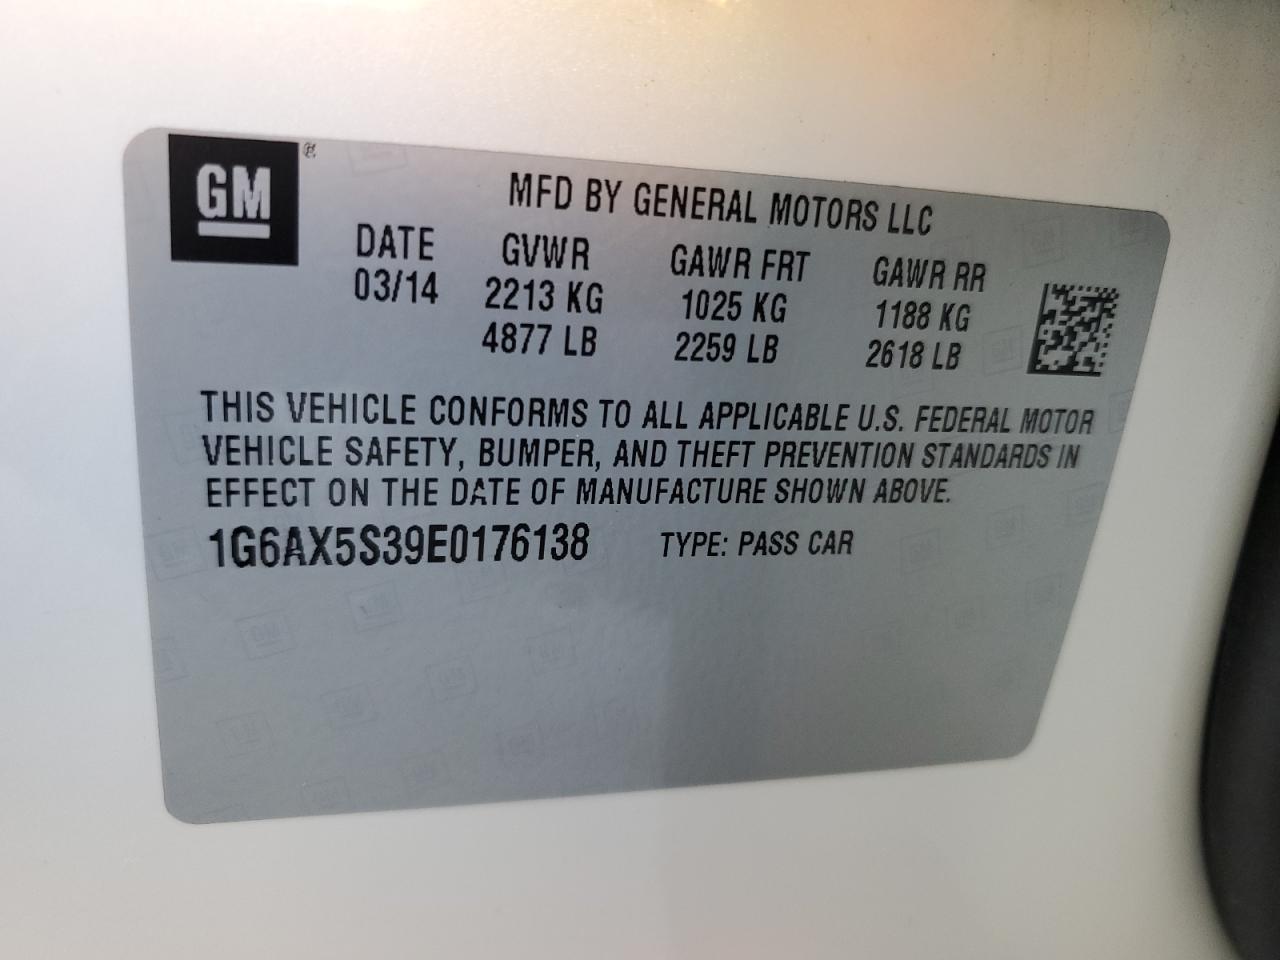 GM ®
MFD BY GENERAL MOTORS LLC
DATE GVWR GAWR FRT GAWR RR
03/14 2213 KG 1025 KG 1188 KG
4877 LB 2259 LB 2618 LB
THIS VEHICLE CONFORMS TO ALL APPLICABLE U.S. FEDERAL MOTOR
VEHICLE SAFETY, BUMPER, AND THEFT PREVENTION STANDARDS IN
EFFECT ON THE DATE OF MANUFACTURE SHOWN ABOVE.
1G6AX5S39E0176138 TYPE: PASS CAR